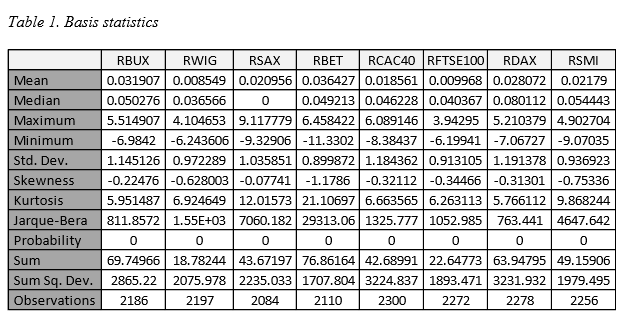 Table 1. Basis statistics
RBUX RWIG RSAX RBET RCAC40 RFTSE100 RDAX RSMI
Mean 0.031907 0.008549 0.020956 0.036427 0.018561 0.009968 0.028072 0.02179
Median 0.050276 0.036566 0 0.049213 0.046228 0.040367 0.080112 0.054443
Maximum 5.514907 4.104653 9.117779 6.458422 6.089146 3.94295 5.210379 4.902704
Minimum -6.9842 -6.243606 -9.32906 -11.3302 -8.38437 -6.19941 -7.06727 -9.07035
Std. Dev. 1.145126 0.972289 1.035851 0.899872 1.184362 0.913105 1.191378 0.936923
Skewness -0.22476 -0.628003 -0.07741 -1.1786 -0.32112 -0.34466 -0.31301 -0.75336
Kurtosis 5.951487 6.924649 12.01573 21.10697 6.663565 6.263113 5.766112 9.868244
Jarque-Bera 811.8572 1.55E+03 7060.182 29313.06 1325.777 1052.985 763.441 4647.642
Probability 0 0 0 0 0 0 0 0
Sum 69.74966 18.78244 43.67197 76.86164 42.68991 22.64773 63.94795 49.15906
Sum Sq. Dev. 2865.22 2075.978 2235.033 1707.804 3224.837 1893.471 3231.932 1979.495
Observations 2186 2197 2084 2110 2300 2272 2278 2256